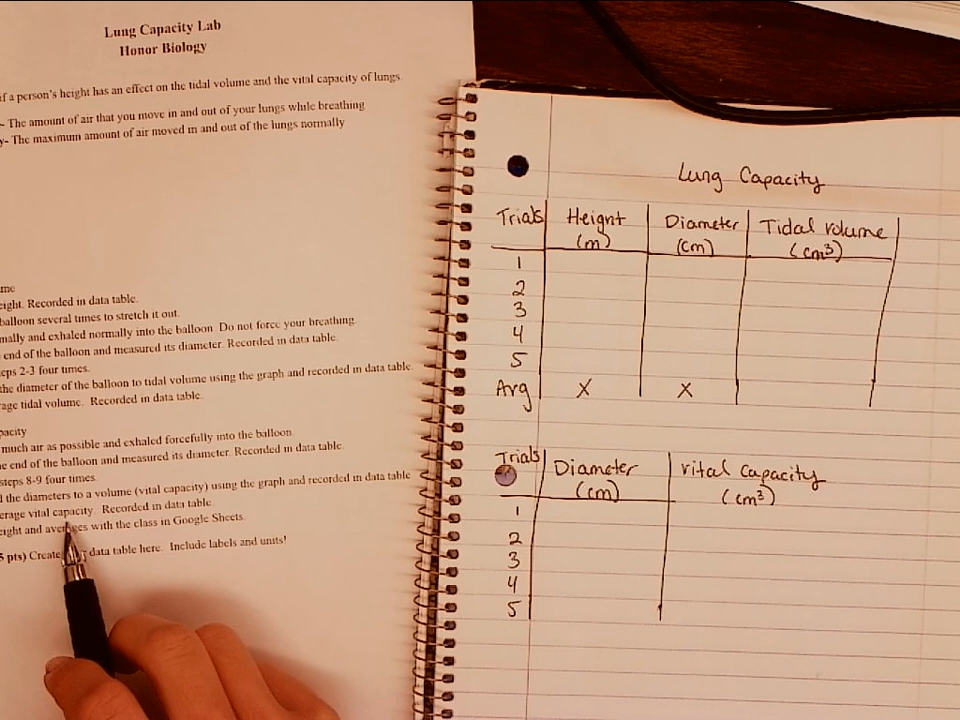 Lung Capacity Lab
Honor Biology
if a person's height has an effect on the tidal volume and the vital capacity of lungs.
- The amount of air that you move in and out of your lungs while breathing
y- The maximum amount of air moved in and out of the lungs normally
me
eight. Recorded in data table.
balloon several times to stretch it out.
mally and exhaled normally into the balloon. Do not force your breathing.
end of the balloon and measured its diameter. Recorded in data table.
eps 2-3 four times.
the diameter of the balloon to tidal volume using the graph and recorded in data table.
rage tidal volume. Recorded in data table.
pacity
much air as possible and exhaled forcefully into the balloon.
e end of the balloon and measured its diameter. Recorded in data table.
steps 8-9 four times.
d the diameters to a volume (vital capacity) using the graph and recorded in data table
erage vital capacity. Recorded in data table.
eight and averages with the class in Google Sheets.
5 pts) Create data table here. Include labels and units!
Lung Capacity
Trials Height (m) Diameter (cm) Tidal volume (cm³)
1
2
3
4
5
Avg X X
Trials Diameter (cm) vital capacity (cm³)
1
2
3
4
5